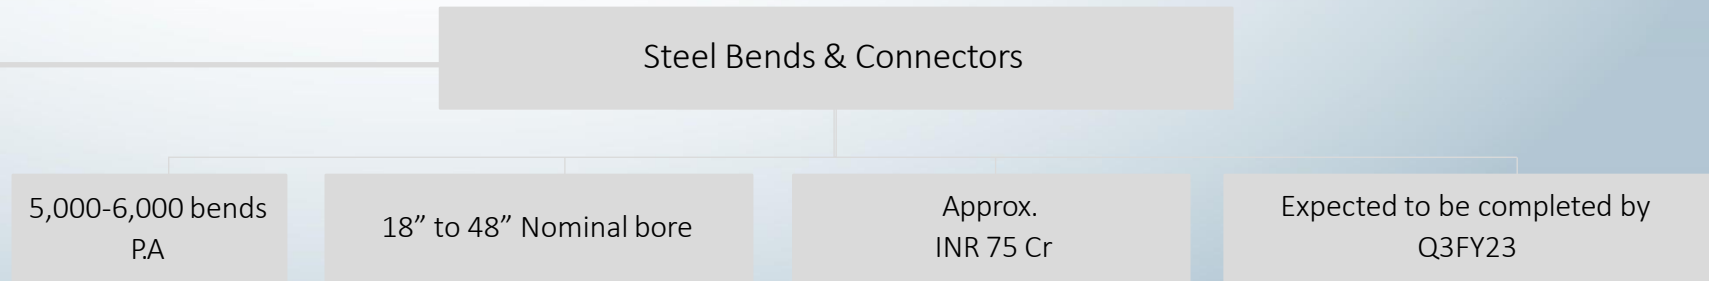 Steel Bends & Connectors
5,000-6,000 bends
P.A
18” to 48” Nominal bore
Approx.
INR 75 Cr
Expected to be completed by
Q3FY23